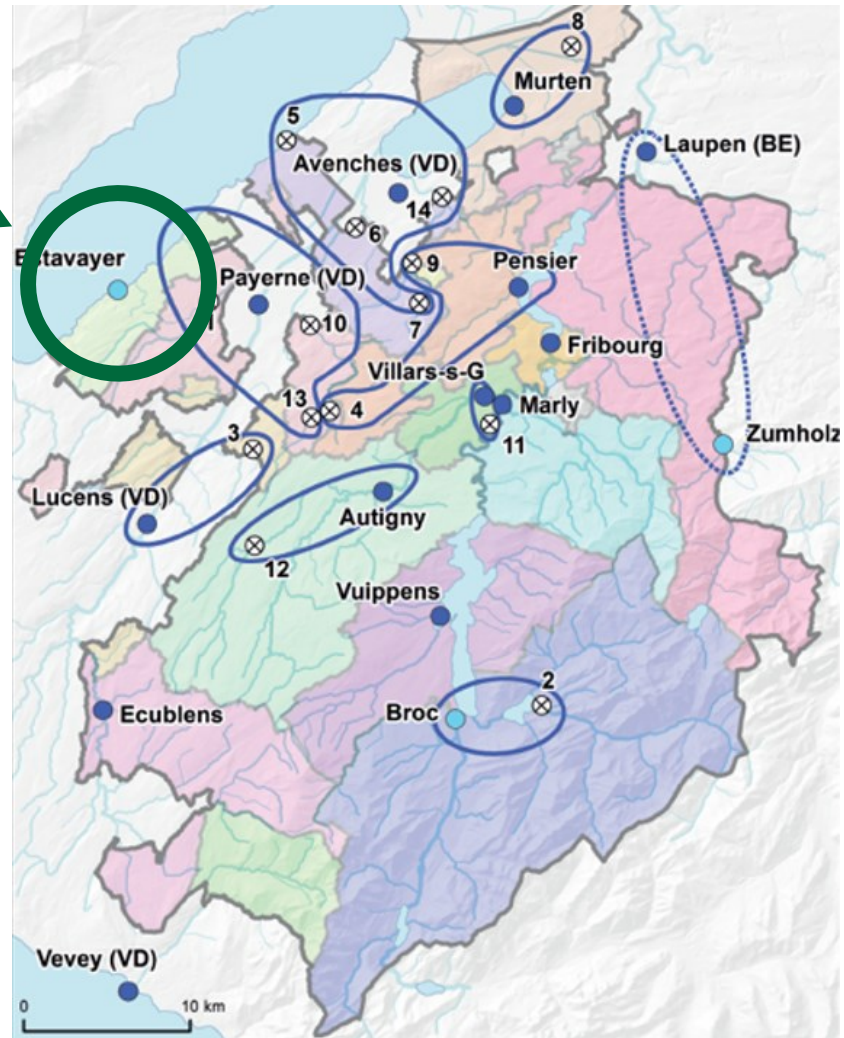 8
Murten
5
Laupen (BE)
Avenches (VD)
14
6
Estavayer
9
Payerne (VD)
Pensier
7
10
Fribourg
Villars-s-G
13
4
Marly
3
11
Zumholz
Lucens (VD)
Autigny
12
Vuippens
2
Broc
Ecublens
Vevey (VD)
0 10 km